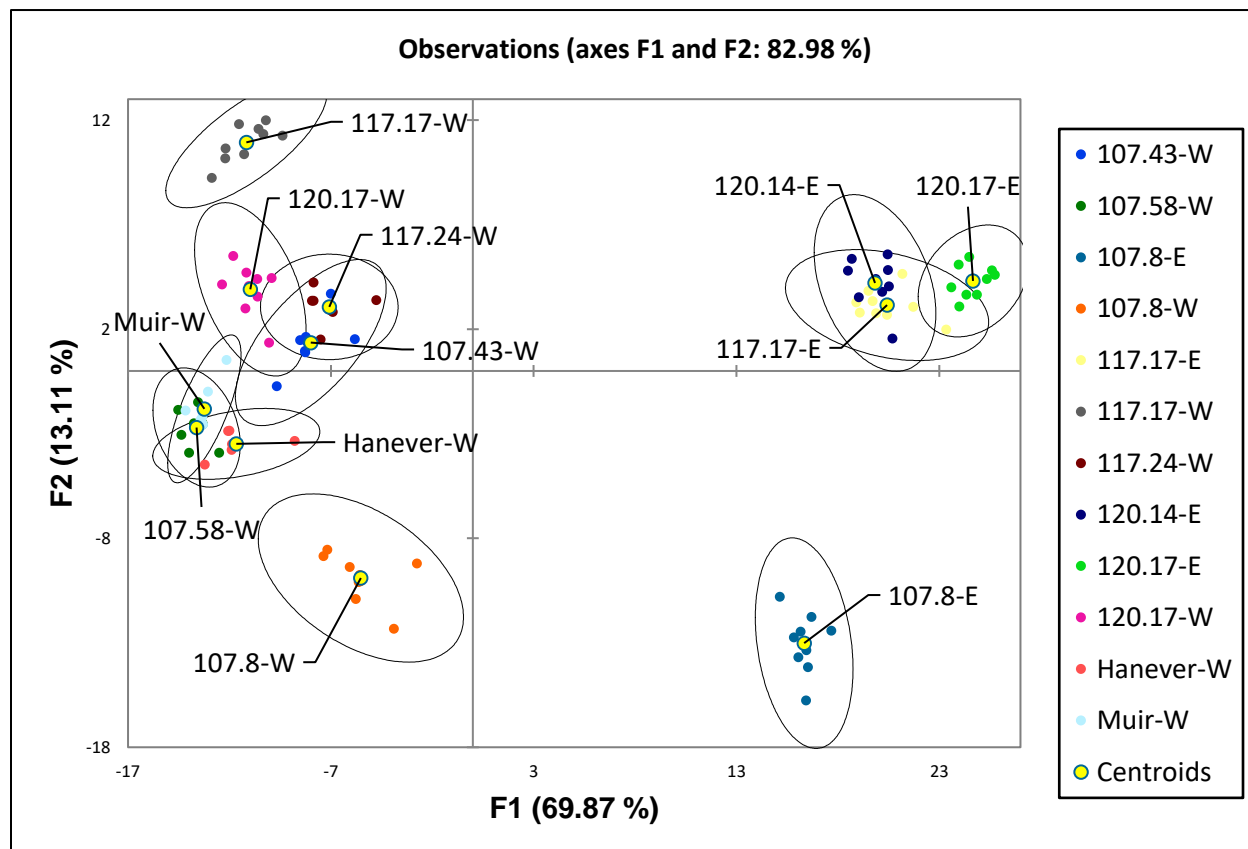 Observations (axes F1 and F2: 82.98 %)
12
2
-8
-18
F2 (13.11 %)
117.17-W
120.17-W
117.24-W
Muir-W
107.43-W
Hanever-W
107.58-W
107.8-W
120.14-E
120.17-E
117.17-E
107.8-E
-17
-7
3
13
23
F1 (69.87 %)
107.43-W
107.58-W
107.8-E
107.8-W
117.17-E
117.17-W
117.24-W
120.14-E
120.17-E
120.17-W
Hanever-W
Muir-W
Centroids